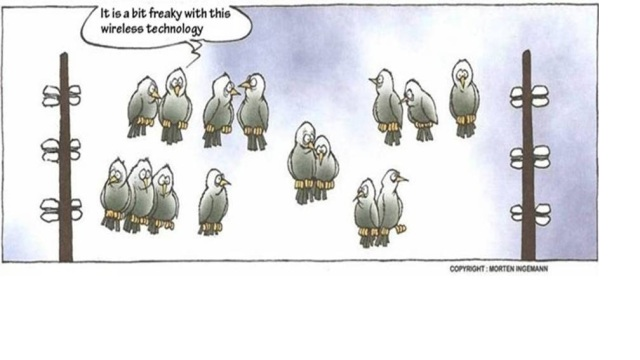 It is a bit freaky with this
wireless technology
COPYRIGHT : MORTEN INGEMANN